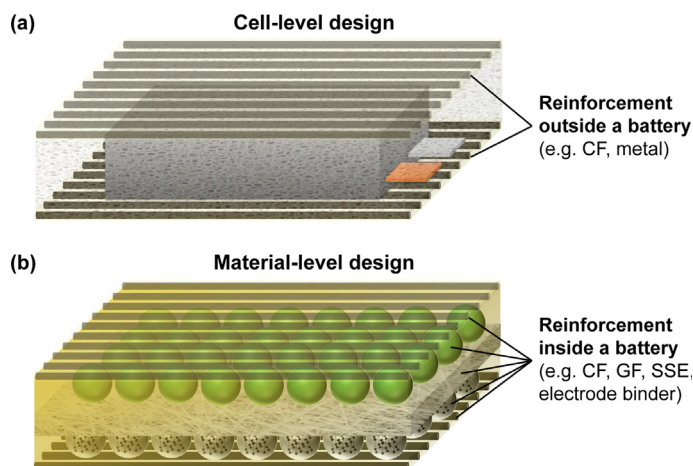 (a)
Cell-level design
Reinforcement
outside a battery
(e.g. CF, metal)
(b)
Material-level design
Reinforcement
inside a battery
(e.g. CF, GF, SSE,
electrode binder)